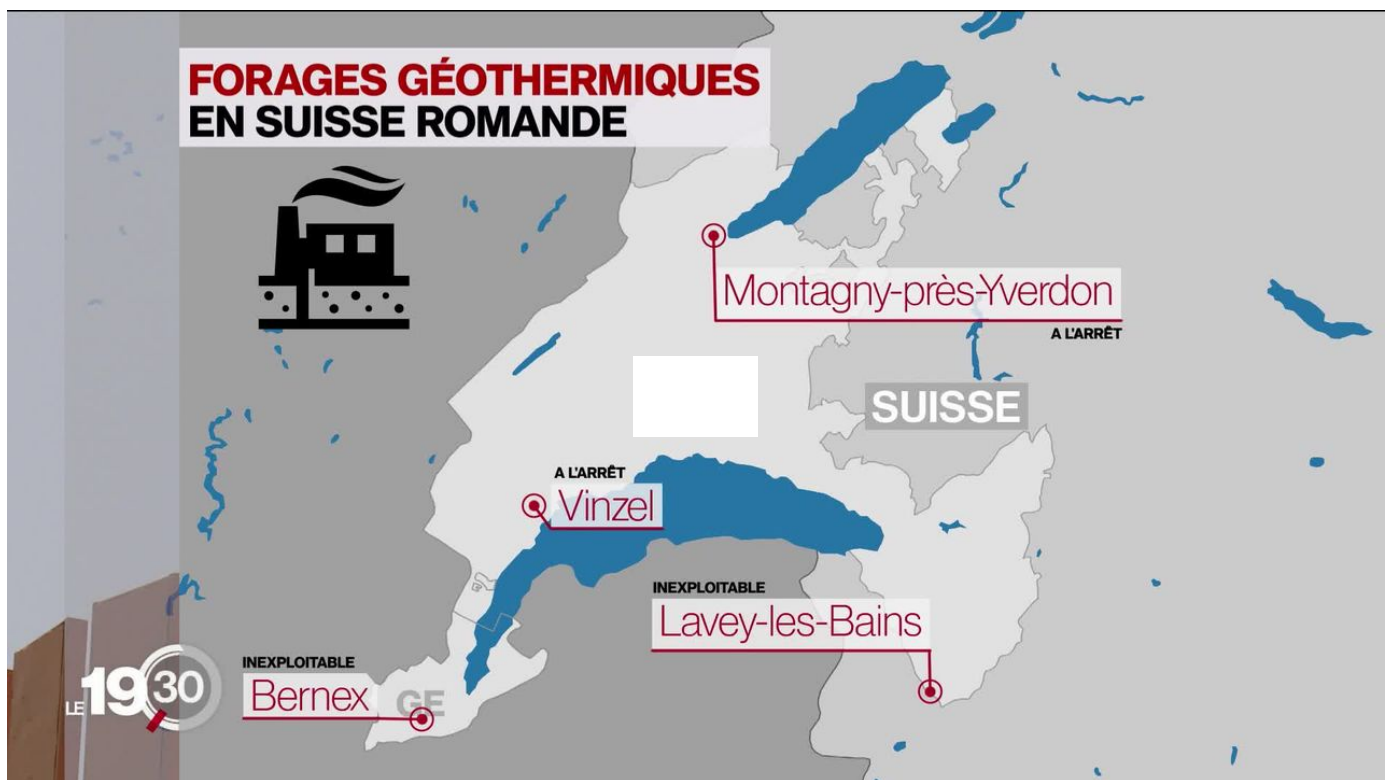 FORAGES GÉOTHERMIQUES
EN SUISSE ROMANDE
Montagny-près-Yverdon
A L'ARRÊT
SUISSE
A L'ARRÊT
Vinzel
INEXPLOITABLE
Lavey-les-Bains
INEXPLOITABLE
Bernex
GE
LE 19 30